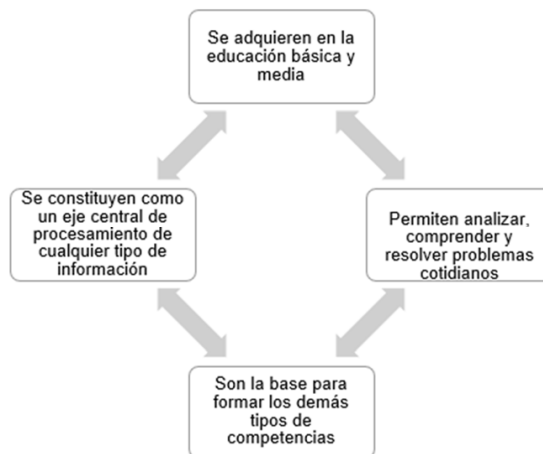 Se adquieren en la
educación básica y
media
Se constituyen como
un eje central de
procesamiento de
cualquier tipo de
información
Permiten analizar,
comprender y
resolver problemas
cotidianos
Son la base para
formar los demás
tipos de
competencias